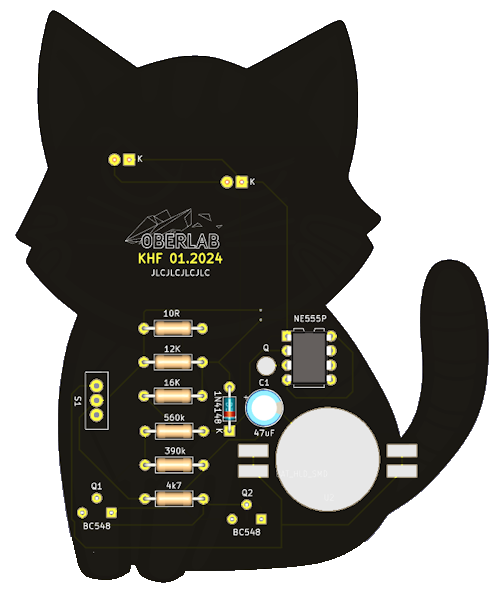 K
K
OBERLAB
KHF 01.2024
JLCJLCJLCJLC
10R
NE555P
12K
Q
16K
C1
S1
1N4148 K
47uF
560k
390k
4k7
Q1
Q2
BC548
BC548